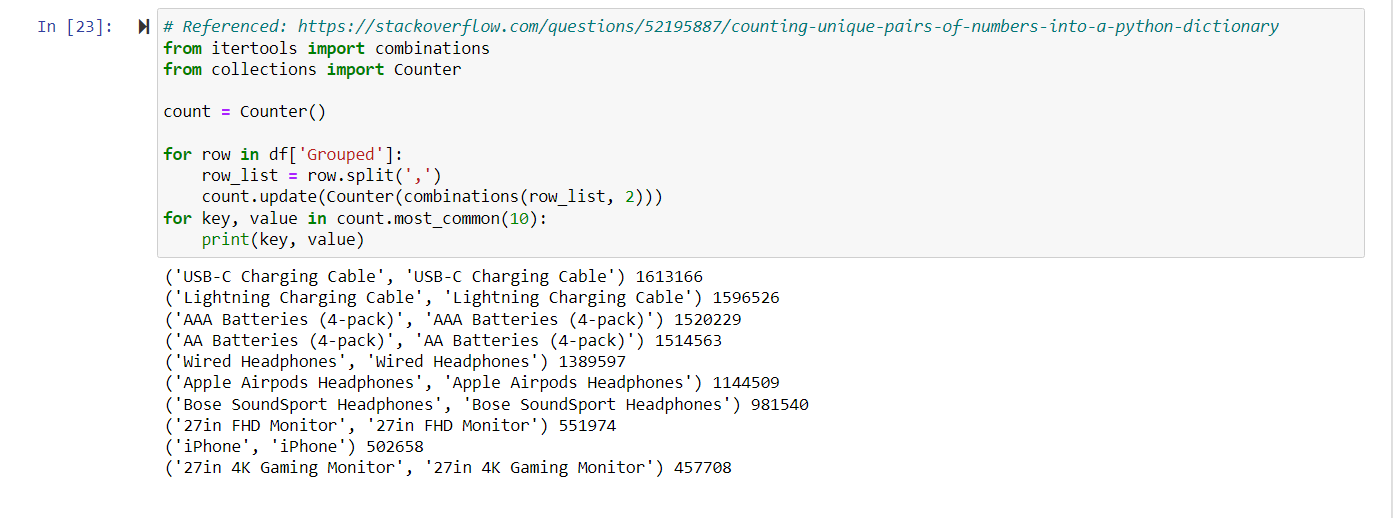 In [23]:
# Referenced: https://stackoverflow.com/questions/52195887/counting-unique-pairs-of-numbers-into-a-python-dictionary
from itertools import combinations
from collections import Counter

count = Counter()

for row in df['Grouped']:
    row_list = row.split(',')
    count.update(Counter(combinations(row_list, 2)))
for key, value in count.most_common(10):
    print(key, value)

('USB-C Charging Cable', 'USB-C Charging Cable') 1613166
('Lightning Charging Cable', 'Lightning Charging Cable') 1596526
('AAA Batteries (4-pack)', 'AAA Batteries (4-pack)') 1520229
('AA Batteries (4-pack)', 'AA Batteries (4-pack)') 1514563
('Wired Headphones', 'Wired Headphones') 1389597
('Apple Airpods Headphones', 'Apple Airpods Headphones') 1144509
('Bose SoundSport Headphones', 'Bose SoundSport Headphones') 981540
('27in FHD Monitor', '27in FHD Monitor') 551974
('iPhone', 'iPhone') 502658
('27in 4K Gaming Monitor', '27in 4K Gaming Monitor') 457708